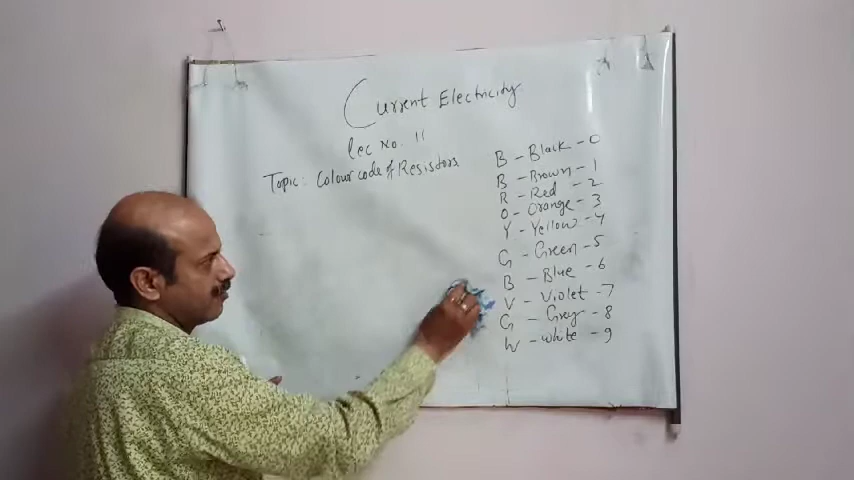 Current Electricity
lec No. 11
Topic: Colour code of Resistors
B - Black - 0
B - Brown - 1
R - Red - 2
O - Orange - 3
Y - Yellow - 4
G - Green - 5
B - Blue - 6
V - Violet - 7
G - Grey - 8
W - white - 9